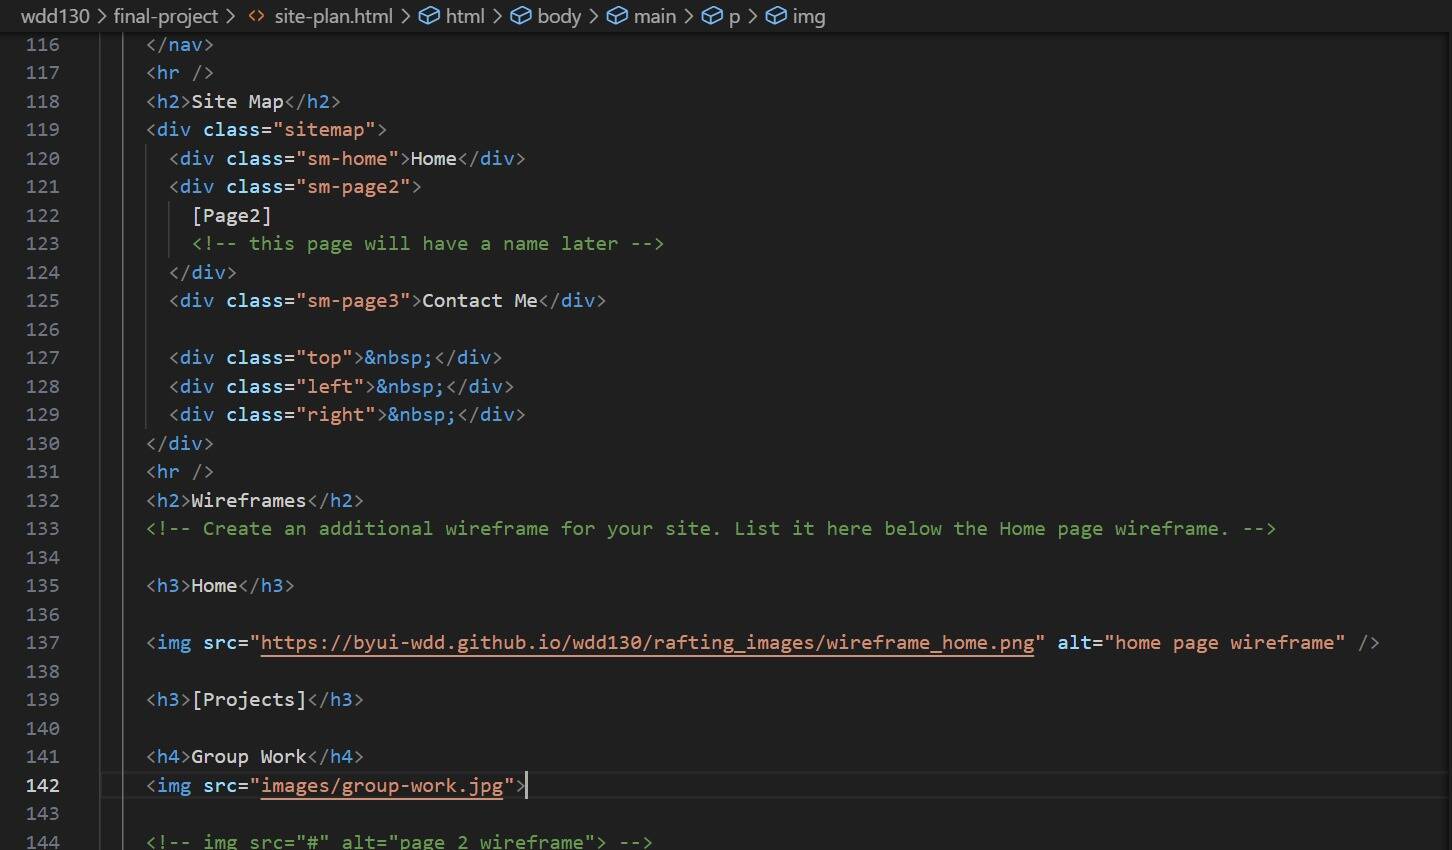 wdd130 > final-project > <> site-plan.html > html > body > main > p > img
116 </nav>
117 <hr />
118 <h2>Site Map</h2>
119 <div class="sitemap">
120 <div class="sm-home">Home</div>
121 <div class="sm-page2">
122 [Page2]
123 <!-- this page will have a name later -->
124 </div>
125 <div class="sm-page3">Contact Me</div>
126
127 <div class="top">&nbsp;</div>
128 <div class="left">&nbsp;</div>
129 <div class="right">&nbsp;</div>
130 </div>
131 <hr />
132 <h2>Wireframes</h2>
133 <!-- Create an additional wireframe for your site. List it here below the Home page wireframe. -->
134
135 <h3>Home</h3>
136
137 <img src="https://byui-wdd.github.io/wdd130/rafting_images/wireframe_home.png" alt="home page wireframe" />
138
139 <h3>[Projects]</h3>
140
141 <h4>Group Work</h4>
142 <img src="images/group-work.jpg">
143
144 <!-- img src="#" alt="page 2 wireframe"> -->